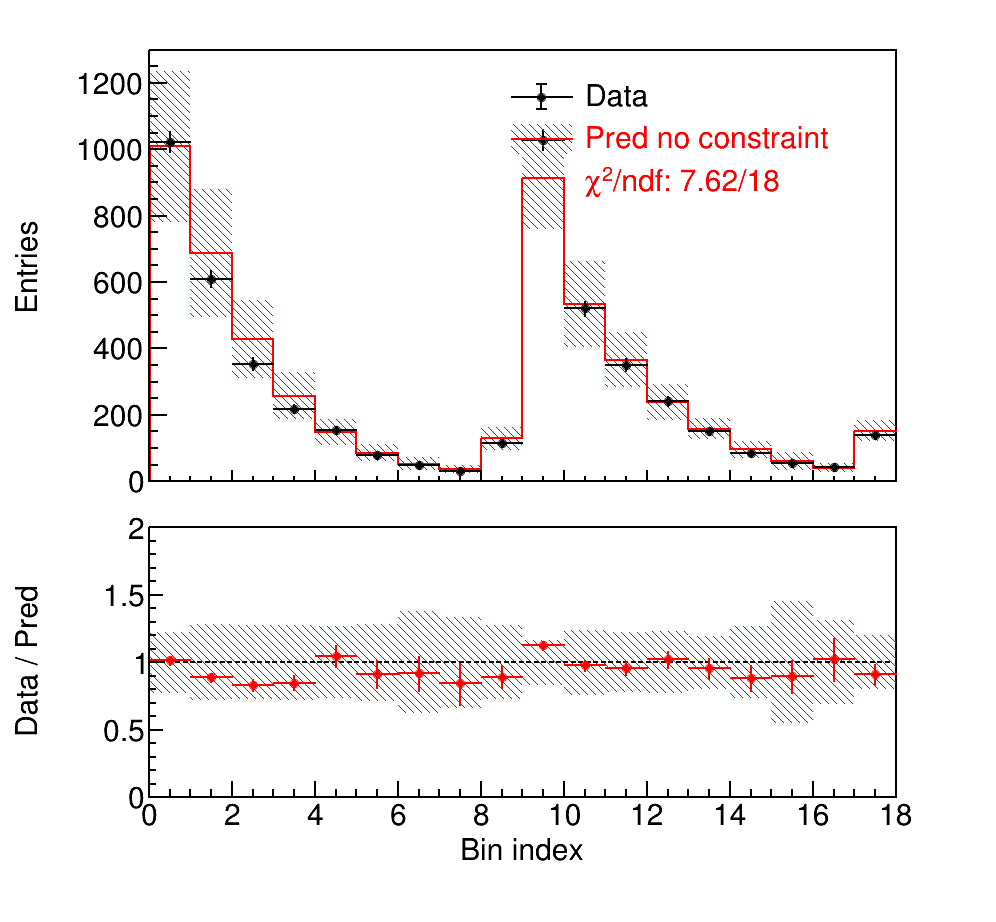 Entries
1200
1000
800
600
400
200
0
Data
Pred no constraint
χ²/ndf: 7.62/18
Data / Pred
2
1.5
1
0.5
0
0 2 4 6 8 10 12 14 16 18
Bin index